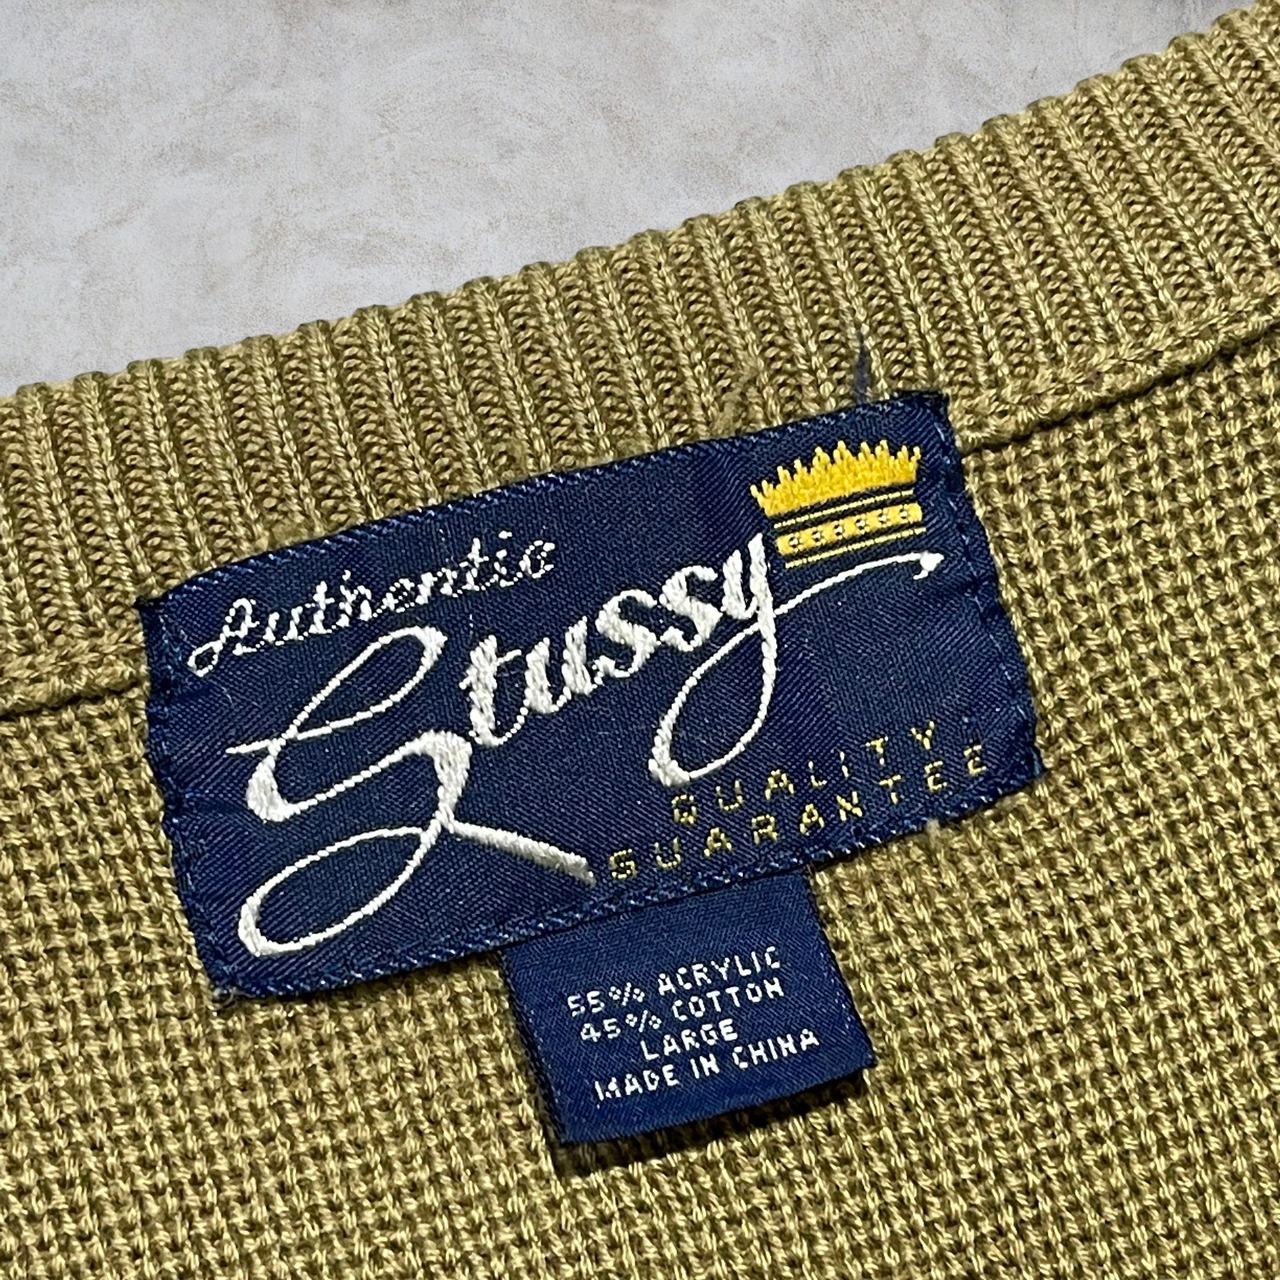 Authentic
Stussy
QUALITY
GUARANTEE
55% ACRYLIC
45% COTTON
LARGE
MADE IN CHINA